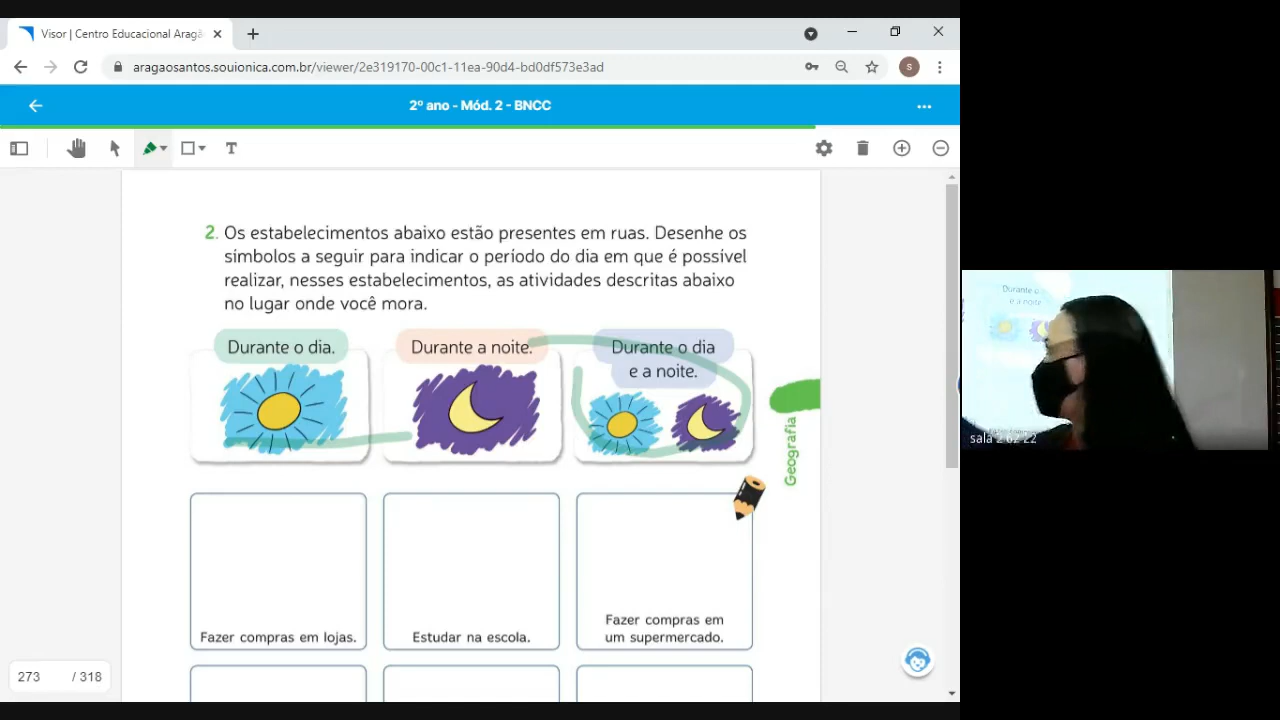 Visor | Centro Educacional Aragã
aragaosantos.souionica.com.br/viewer/2e319170-00c1-11ea-90d4-bd0df573e3ad
s
2º ano - Mód. 2 - BNCC
T
2. Os estabelecimentos abaixo estão presentes em ruas. Desenhe os
símbolos a seguir para indicar o período do dia em que é possível
realizar, nesses estabelecimentos, as atividades descritas abaixo
no lugar onde você mora.
Durante o dia.
Durante a noite.
Durante o dia
e a noite.
Geografia
Fazer compras em lojas.
Estudar na escola.
Fazer compras em
um supermercado.
273 / 318
Durante o
e a noite
sala 2 62 22